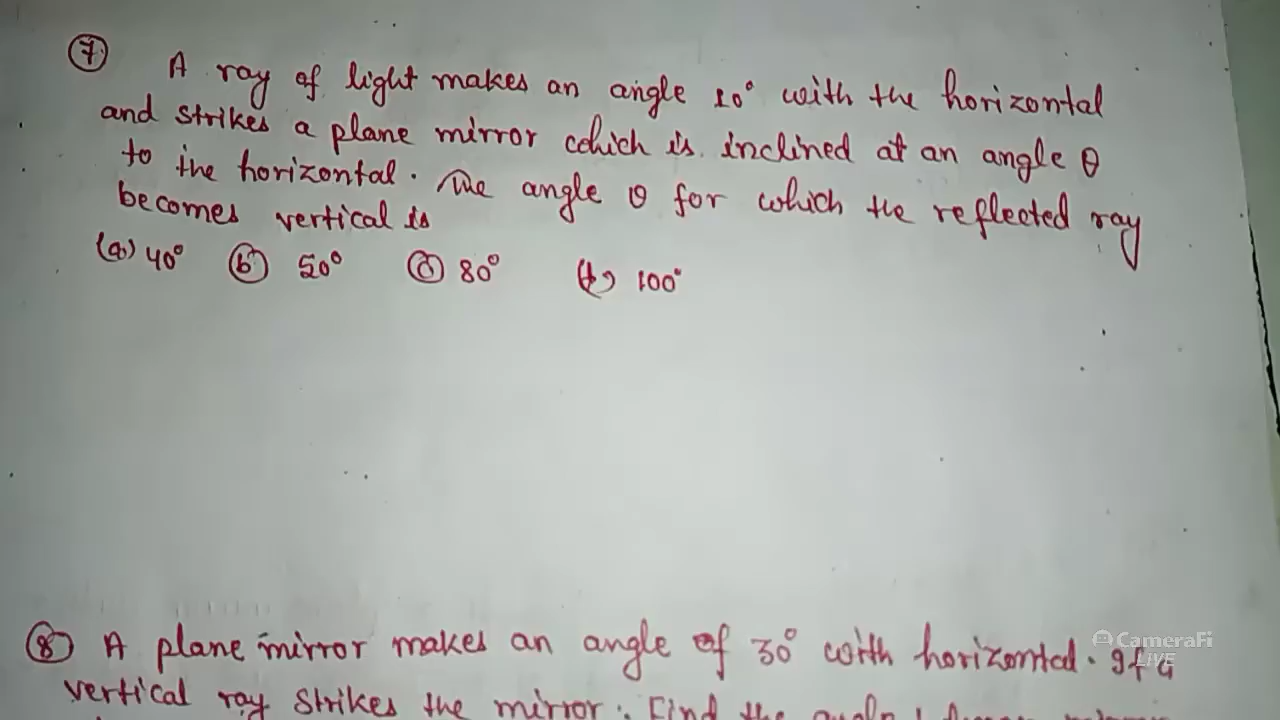 7 A ray of light makes an angle 10° with the horizontal
and strikes a plane mirror which is inclined at an angle θ
to the horizontal. The angle θ for which the reflected ray
becomes vertical is
(a) 40° (b) 50° (c) 80° (d) 100°
8 A plane mirror makes an angle of 30° with horizontal. If a
vertical ray strikes the mirror. Find the angle
CameraFi
LIVE